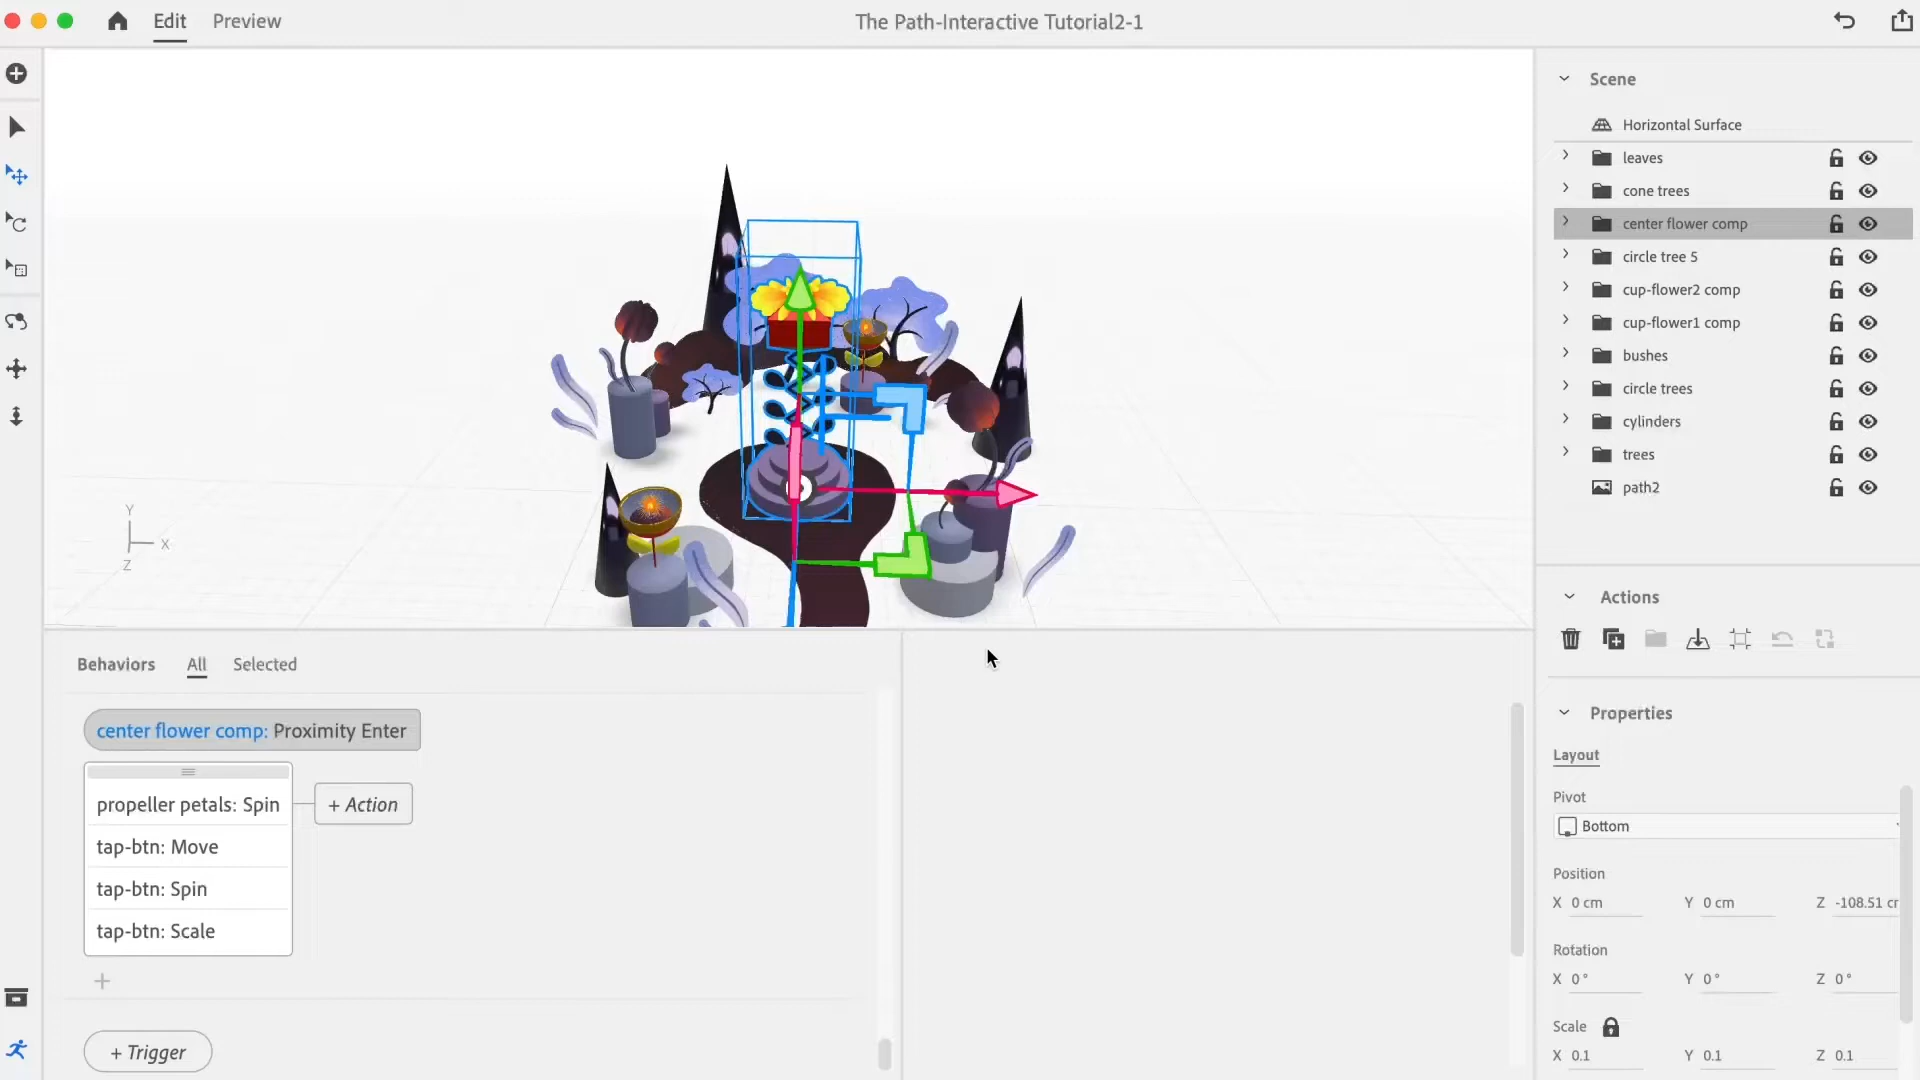 Edit Preview The Path-Interactive Tutorial2-1
Scene
Horizontal Surface
leaves
cone trees
center flower comp
circle tree 5
cup-flower2 comp
cup-flower1 comp
bushes
circle trees
cylinders
trees
path2
Y
X
Z
Actions
Behaviors All Selected
center flower comp: Proximity Enter
propeller petals: Spin
+ Action
tap-btn: Move
tap-btn: Spin
tap-btn: Scale
+
+ Trigger
Properties
Layout
Pivot
Bottom
Position
X 0 cm Y 0 cm Z -108.51
Rotation
X 0° Y 0° Z 0°
Scale
X 0.1 Y 0.1 Z 0.1